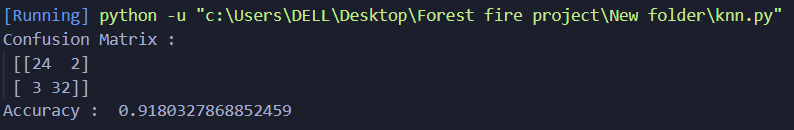 [Running] python -u "c:\Users\DELL\Desktop\Forest fire project\New folder\knn.py"
Confusion Matrix :
[[24  2]
[ 3 32]]
Accuracy :  0.9180327868852459